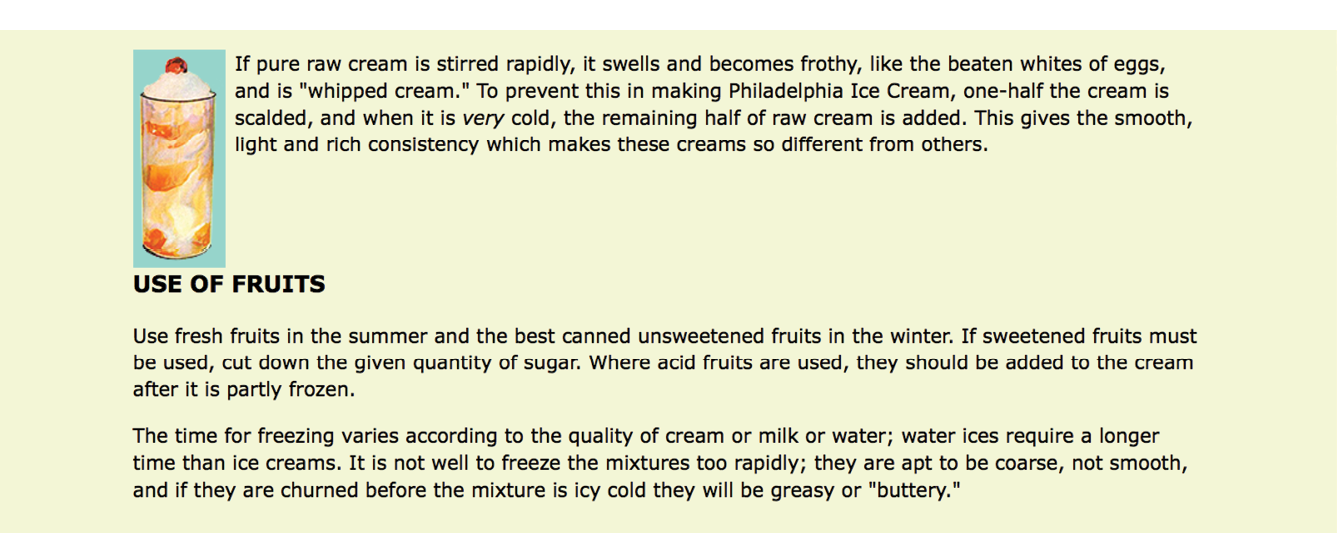 If pure raw cream is stirred rapidly, it swells and becomes frothy, like the beaten whites of eggs,
and is "whipped cream." To prevent this in making Philadelphia Ice Cream, one-half the cream is
scalded, and when it is very cold, the remaining half of raw cream is added. This gives the smooth,
light and rich consistency which makes these creams so different from others.
USE OF FRUITS
Use fresh fruits in the summer and the best canned unsweetened fruits in the winter. If sweetened fruits must
be used, cut down the given quantity of sugar. Where acid fruits are used, they should be added to the cream
after it is partly frozen.
The time for freezing varies according to the quality of cream or milk or water; water ices require a longer
time than ice creams. It is not well to freeze the mixtures too rapidly; they are apt to be coarse, not smooth,
and if they are churned before the mixture is icy cold they will be greasy or "buttery."